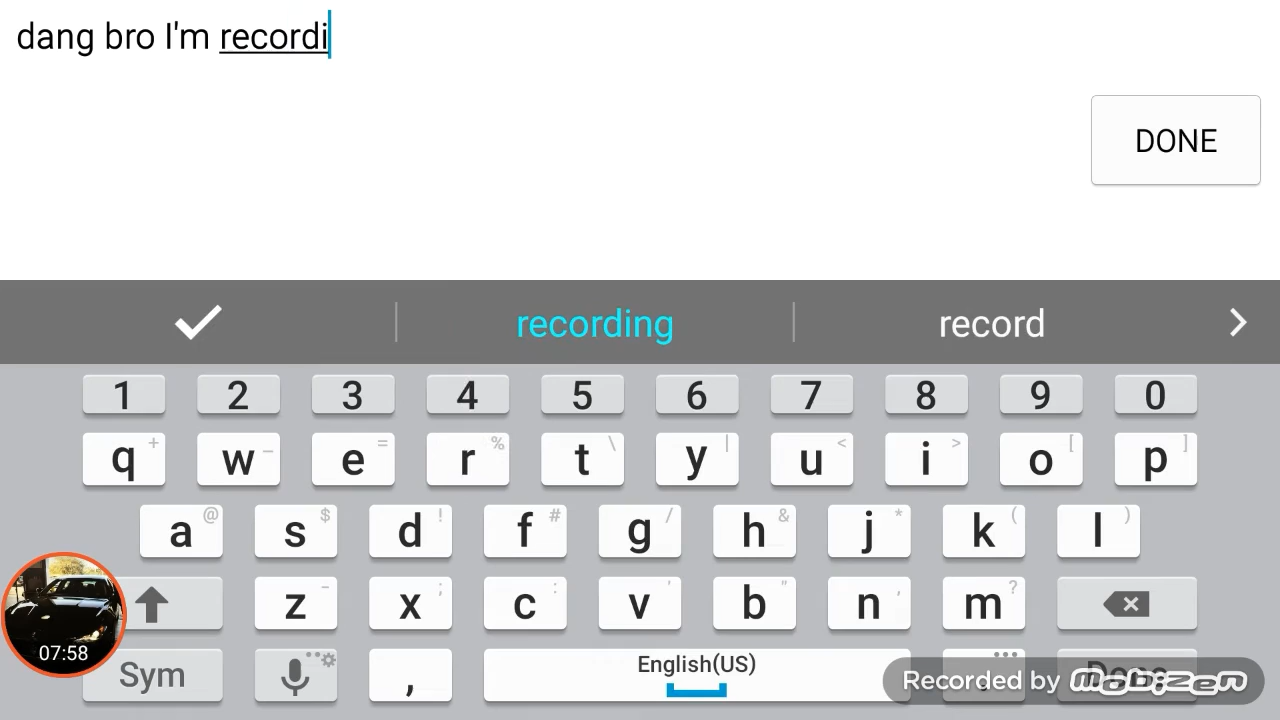 dang bro I'm recordi
DONE
recording record
1 2 3 4 5 6 7 8 9 0
q + w - e = r % t \ y | u < i > o [ p ]
a @ s $ d ! f # g / h & j * k ( l )
z - x ; c : v ' b " n , m ?
07:58
Sym , English(US) Done
Recorded by MOBIZEN